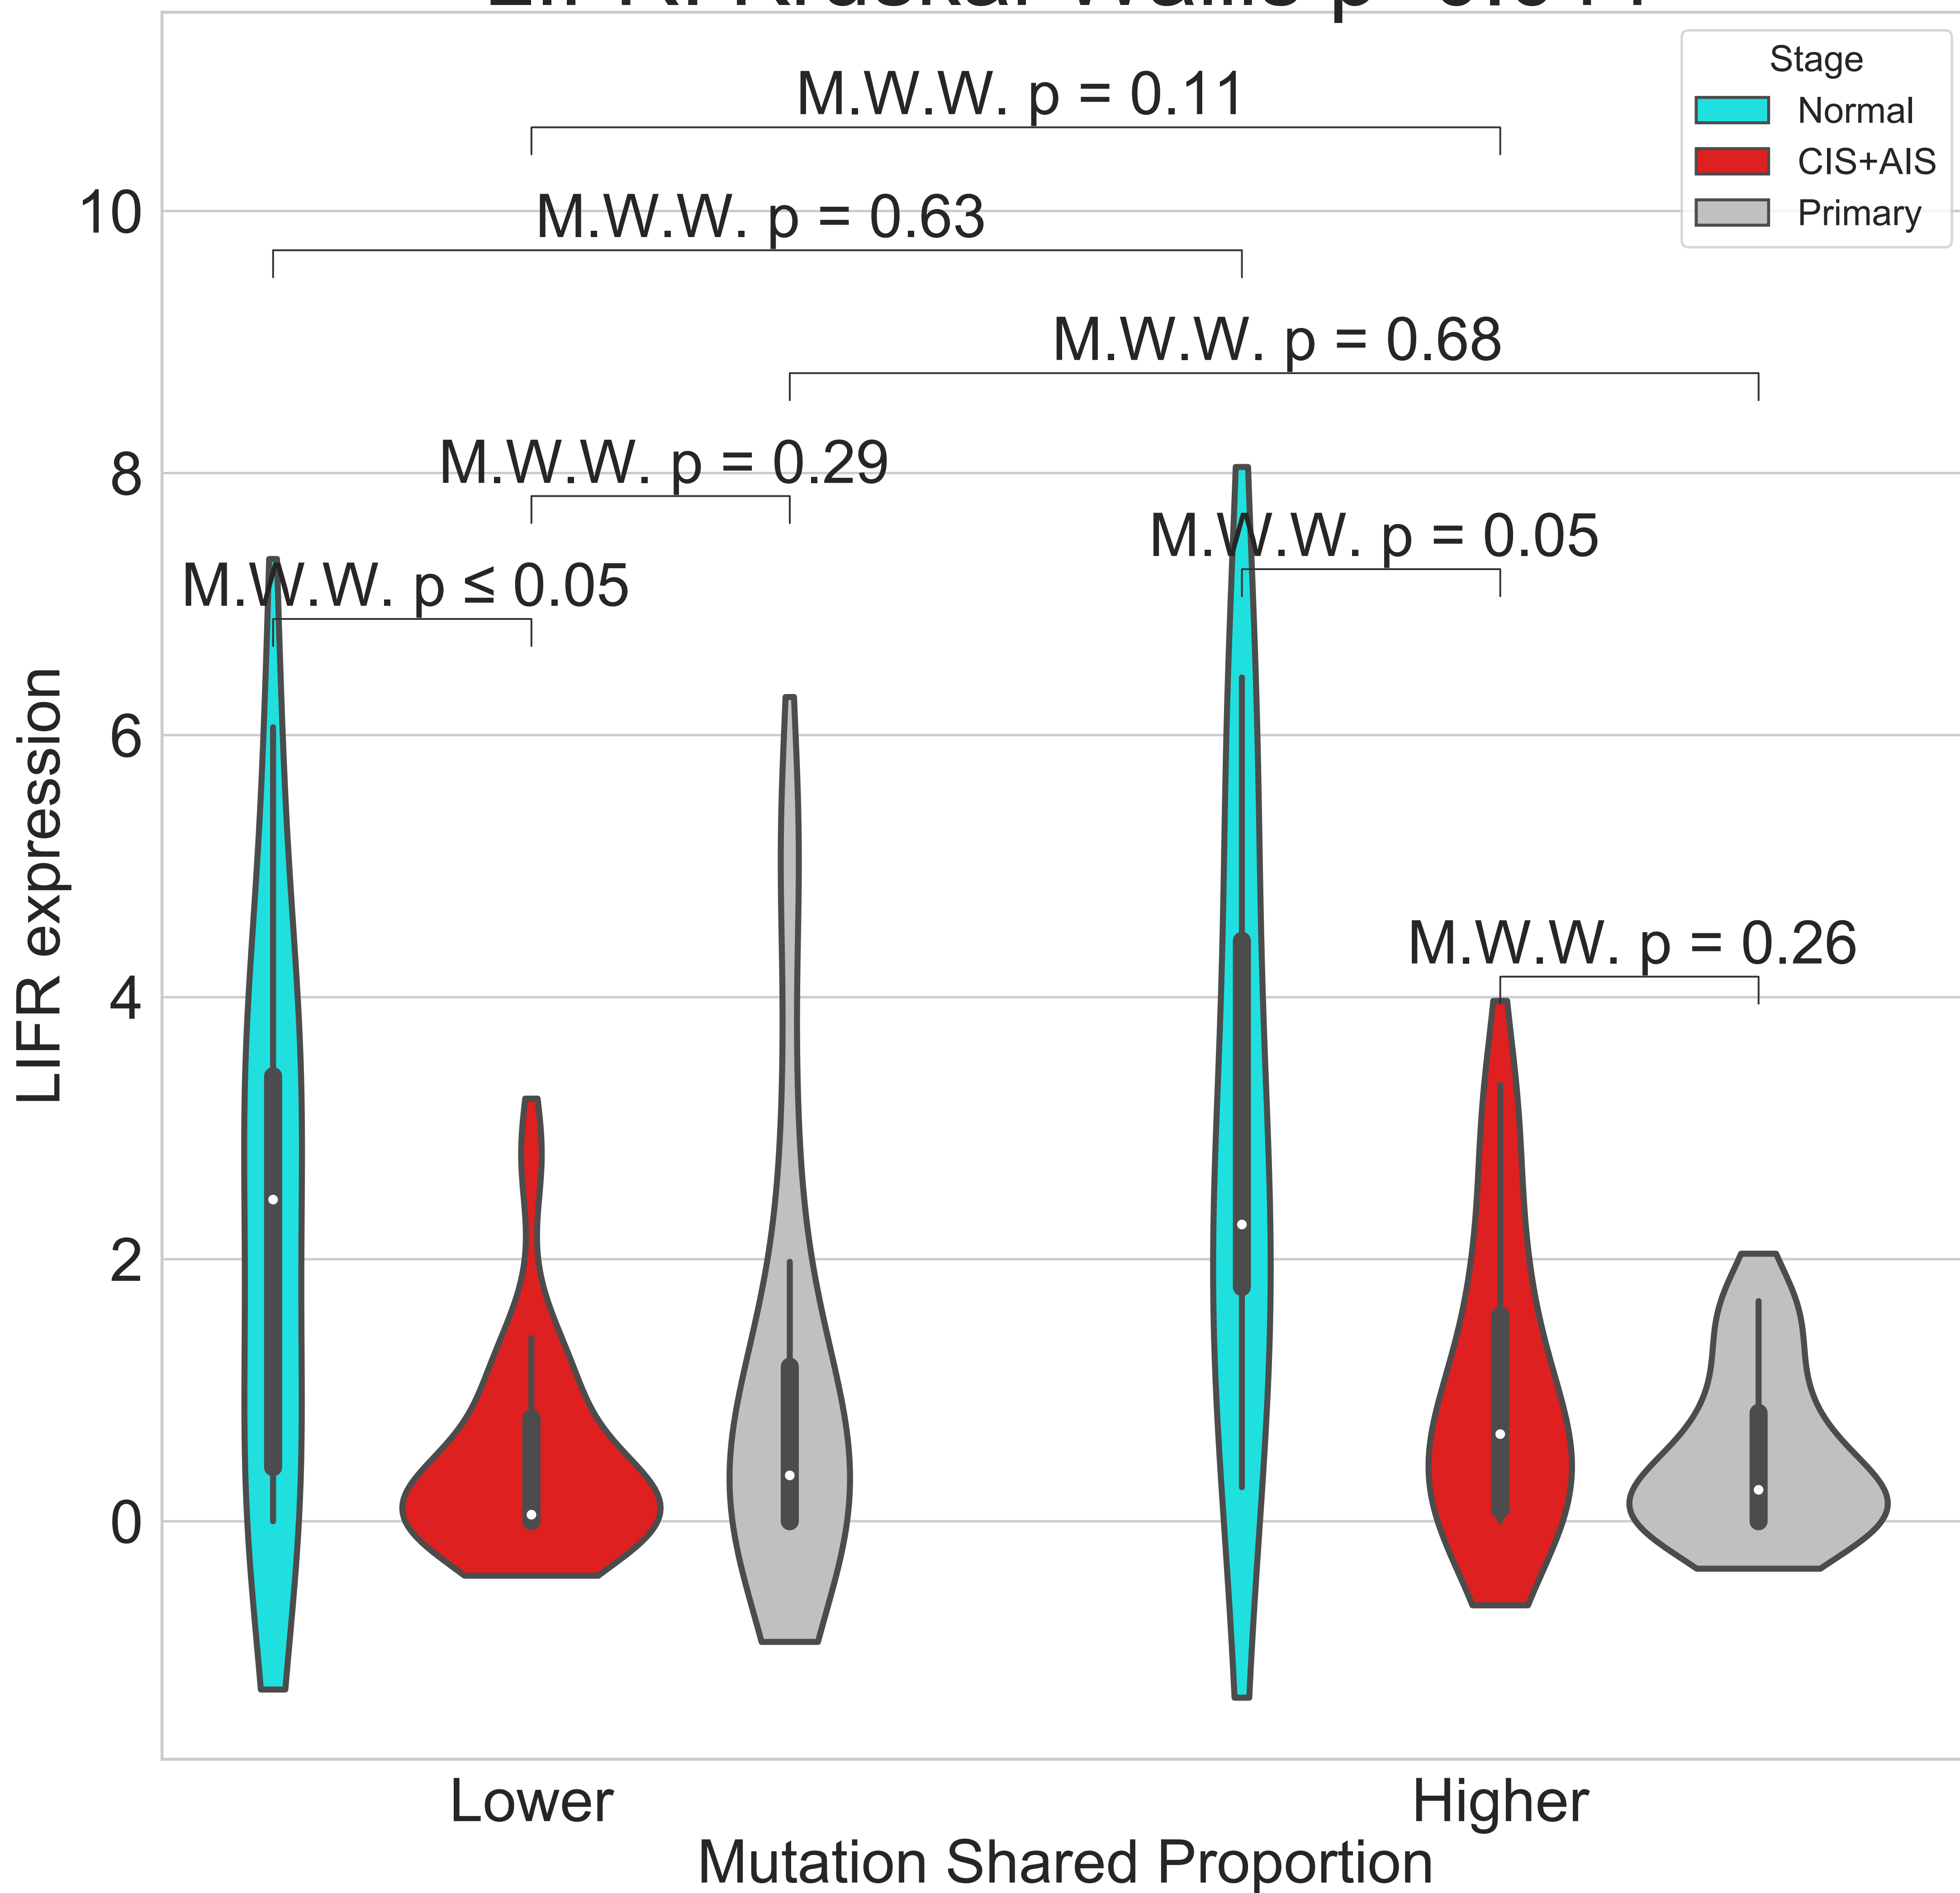 Stage
Normal
CIS+AIS
Primary
M.W.W. p = 0.11
M.W.W. p = 0.63
M.W.W. p = 0.68
M.W.W. p = 0.29
M.W.W. p = 0.05
M.W.W. p ≤ 0.05
M.W.W. p = 0.26
10
8
6
4
2
0
LIFR expression
Lower
Higher
Mutation Shared Proportion